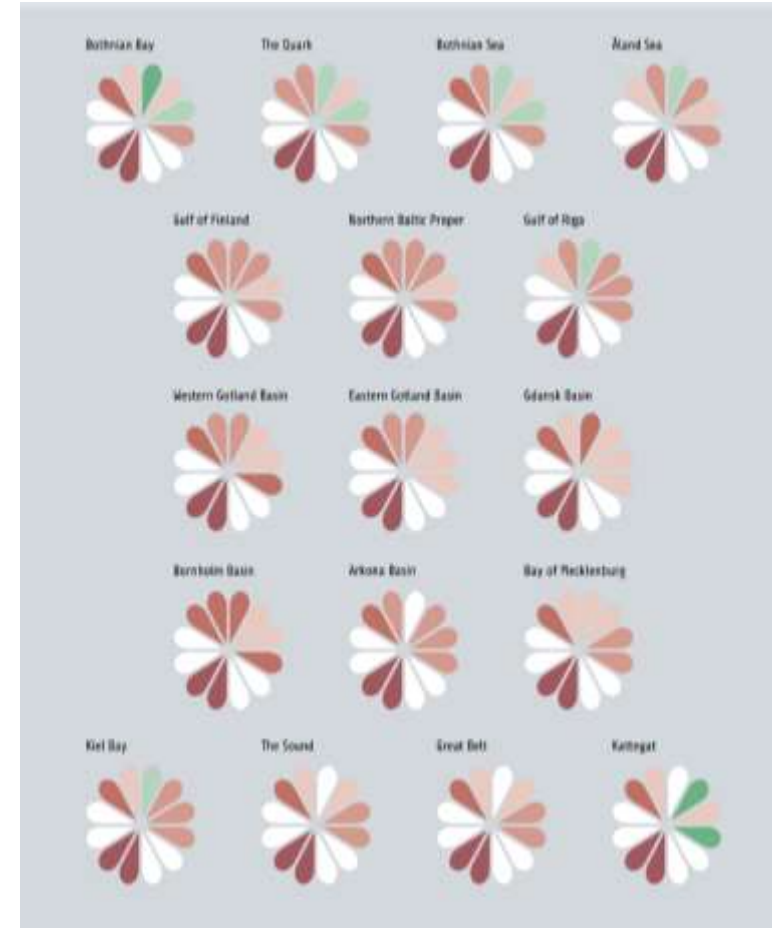 Bothnian Bay
The Quark
Bothnian Sea
Åland Sea
Gulf of Finland
Northern Baltic Proper
Gulf of Riga
Western Gotland Basin
Eastern Gotland Basin
Gdansk Basin
Bornholm Basin
Arkona Basin
Bay of Mecklenburg
Kiel Bay
The Sound
Great Belt
Kattegat